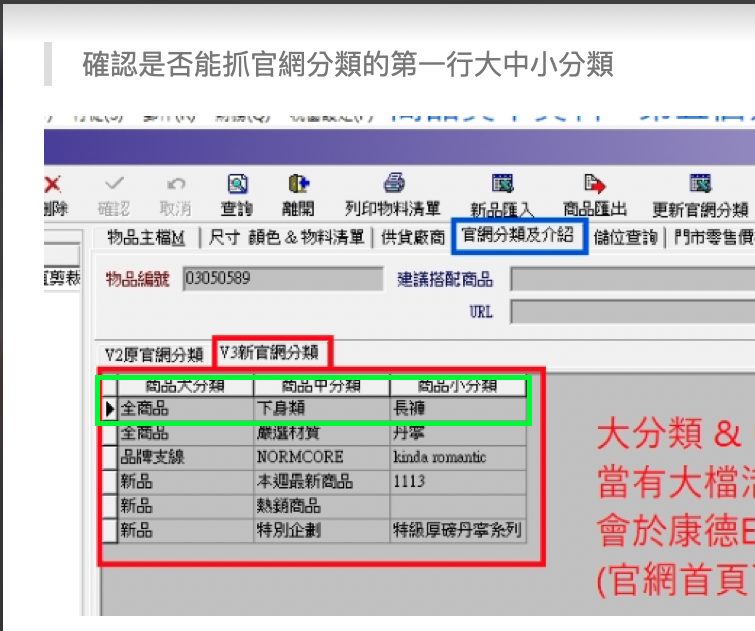 確認是否能抓官網分類的第一行大中小分類
刪除 確認 取消 查詢 離開 列印物料清單 新品匯入 商品匯出 更新官網分類
物品主檔M 尺寸 顏色 & 物料清單 供貨廠商 官網分類及介紹 儲位查詢 門市零售價
剪裁 物品編號 03050589 建議搭配商品
URL
V2原官網分類 V3新官網分類
商品大分類 商品中分類 商品小分類
全商品 下身類 長褲
全商品 嚴選材質 丹寧
品牌支線 NORMCORE kinda romantic
新品 本週最新商品 1113
新品 熱銷商品
新品 特別企劃 特級厚磅丹寧系列
大分類 &
當有大檔活
會於康德
(官網首頁